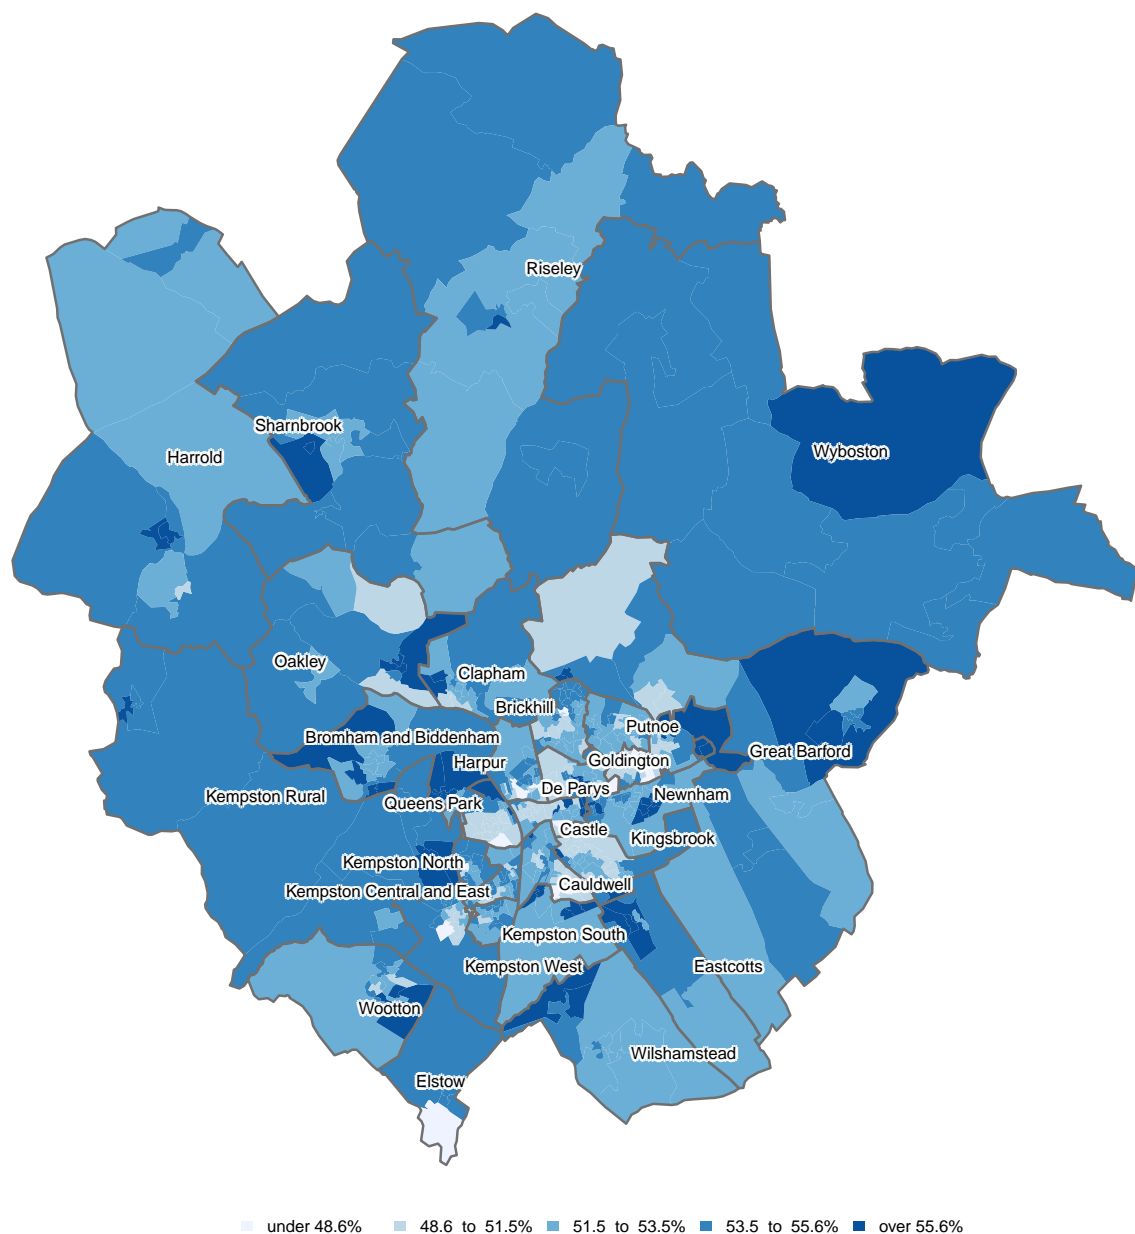 Riseley
Sharnbrook
Wyboston
Harrold
Oakley
Clapham
Brickhill
Putnoe
Bromham and Biddenham
Great Barford
Harpur
Goldington
De Parys
Kempston Rural
Newnham
Queens Park
Castle
Kingsbrook
Kempston North
Cauldwell
Kempston Central and East
Kempston South
Kempston West
Eastcotts
Wootton
Wilshamstead
Elstow
under 48.6% 48.6 to 51.5% 51.5 to 53.5% 53.5 to 55.6% over 55.6%